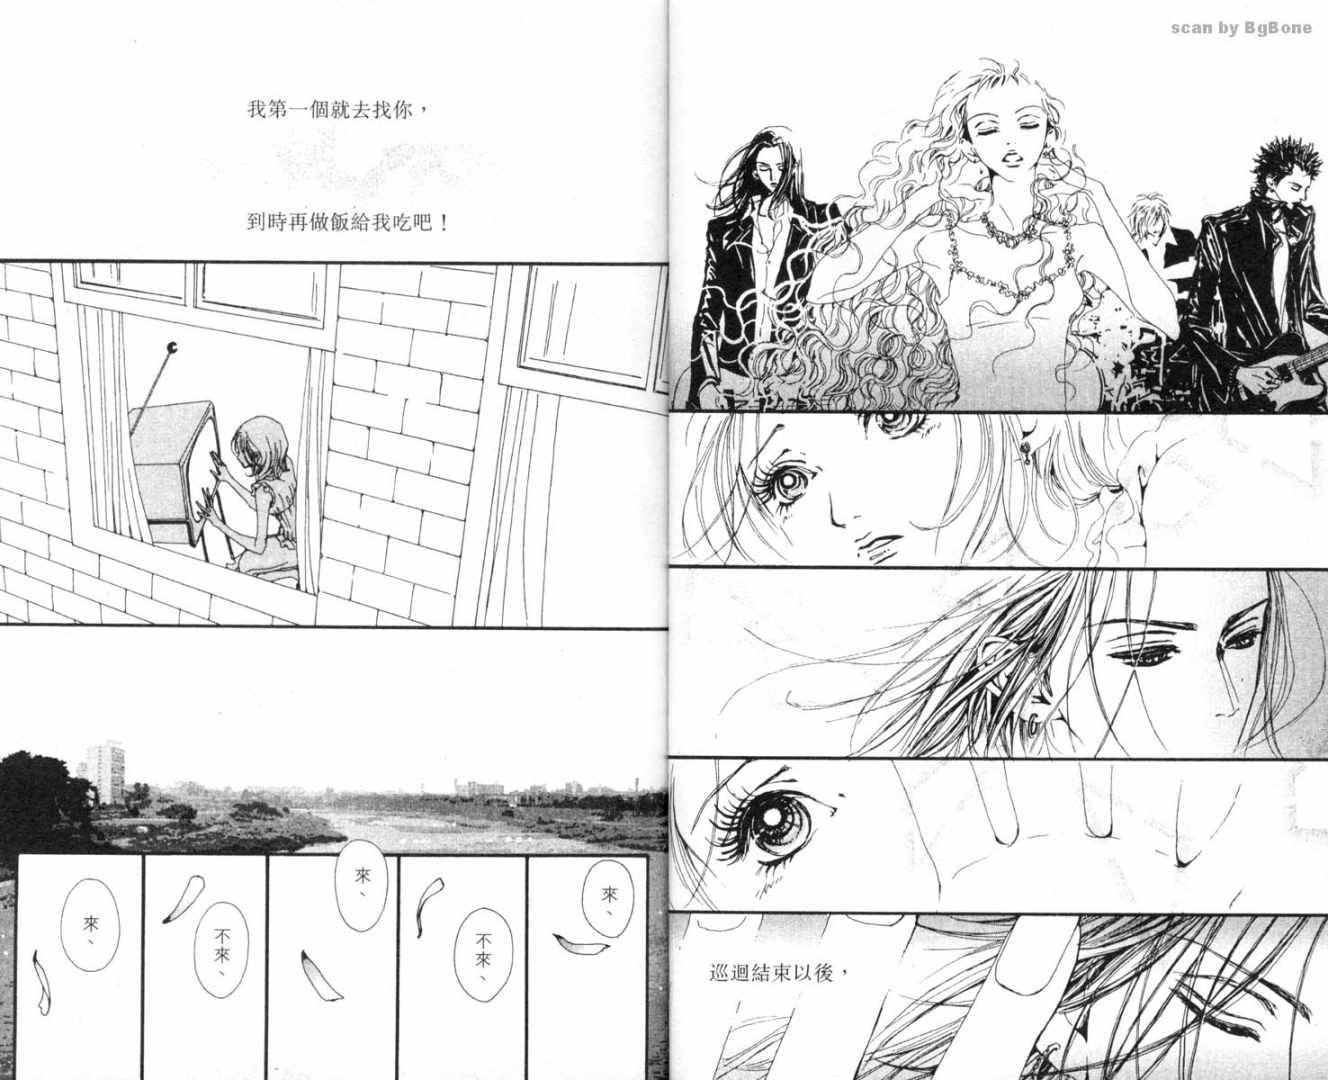 scan by BgBone
巡迴結束以後，
我第一個就去找你，
到時再做飯給我吃吧！
來、
不來、
來、
不來、
來、